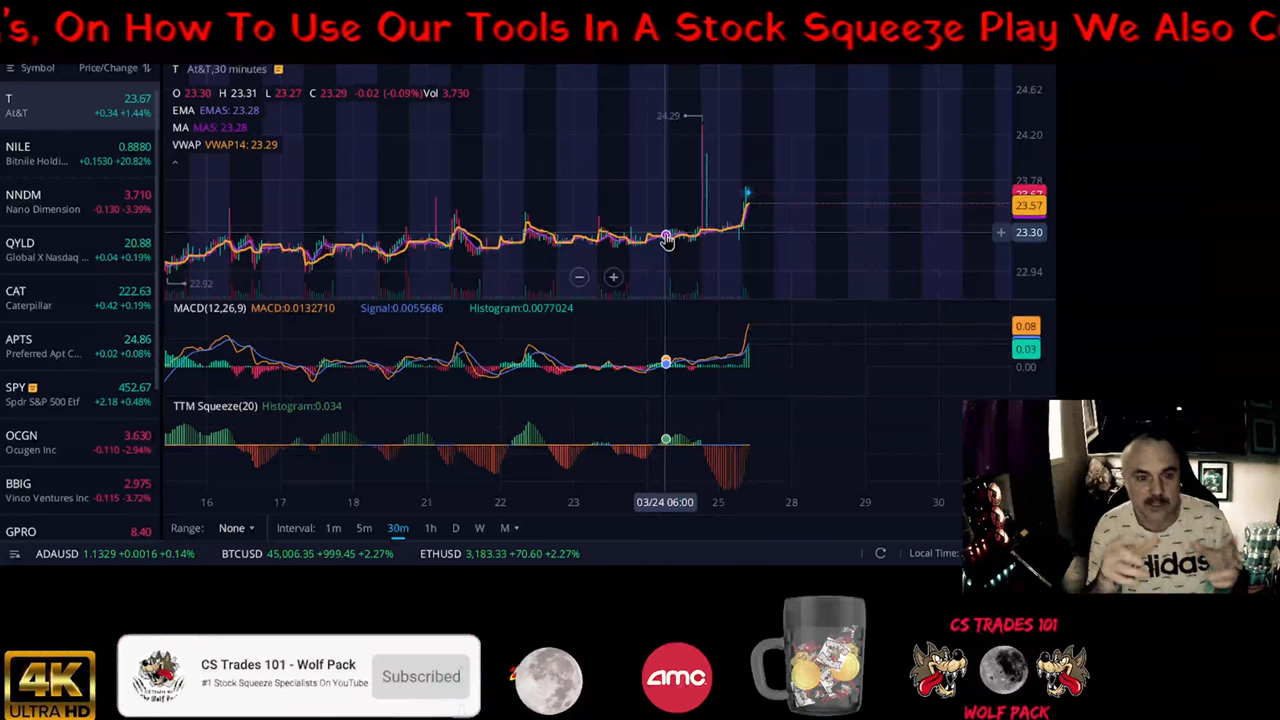 's, On How To Use Our Tools In A Stock Squeeze Play We Also C
Symbol Price/Change
T 23.67
At&T +0.34 +1.44%
NILE 0.8880
Bitnile Holdi... +0.1530 +20.82%
NNDM 3.710
Nano Dimension -0.130 -3.39%
QYLD 20.88
Global X Nasdaq ... +0.04 +0.19%
CAT 222.63
Caterpillar +0.42 +0.19%
APTS 24.86
Preferred Apt C... +0.02 +0.08%
SPY 452.67
Spdr S&P 500 Etf +2.18 +0.48%
OCGN 3.630
Ocugen Inc -0.110 -2.94%
BBIG 2.975
Vinco Ventures Inc -0.115 -3.72%
GPRO 8.40
T At&T,30 minutes
O 23.30 H 23.31 L 23.27 C 23.29 -0.02 (-0.09%) Vol 3,730
EMA EMA5: 23.28
MA MA5: 23.28
VWAP VWAP14: 23.29
24.29
22.92
24.62
24.20
23.78
23.67
23.57
23.30
22.94
MACD(12,26,9) MACD:0.0132710 Signal:0.0055686 Histogram:0.0077024
0.08
0.03
0.00
TTM Squeeze(20) Histogram:0.034
16 17 18 21 22 23 03/24 06:00 25 28 29 30
Range: None Interval: 1m 5m 30m 1h D W M
ADAUSD 1.1329 +0.0016 +0.14% BTCUSD 45,006.35 +999.45 +2.27% ETHUSD 3,183.33 +70.60 +2.27% Local Time:
adidas
4K
ULTRA HD
CS Trades 101 - Wolf Pack
#1 Stock Squeeze Specialists On YouTube
Subscribed
amc
CS TRADES 101
WOLF PACK